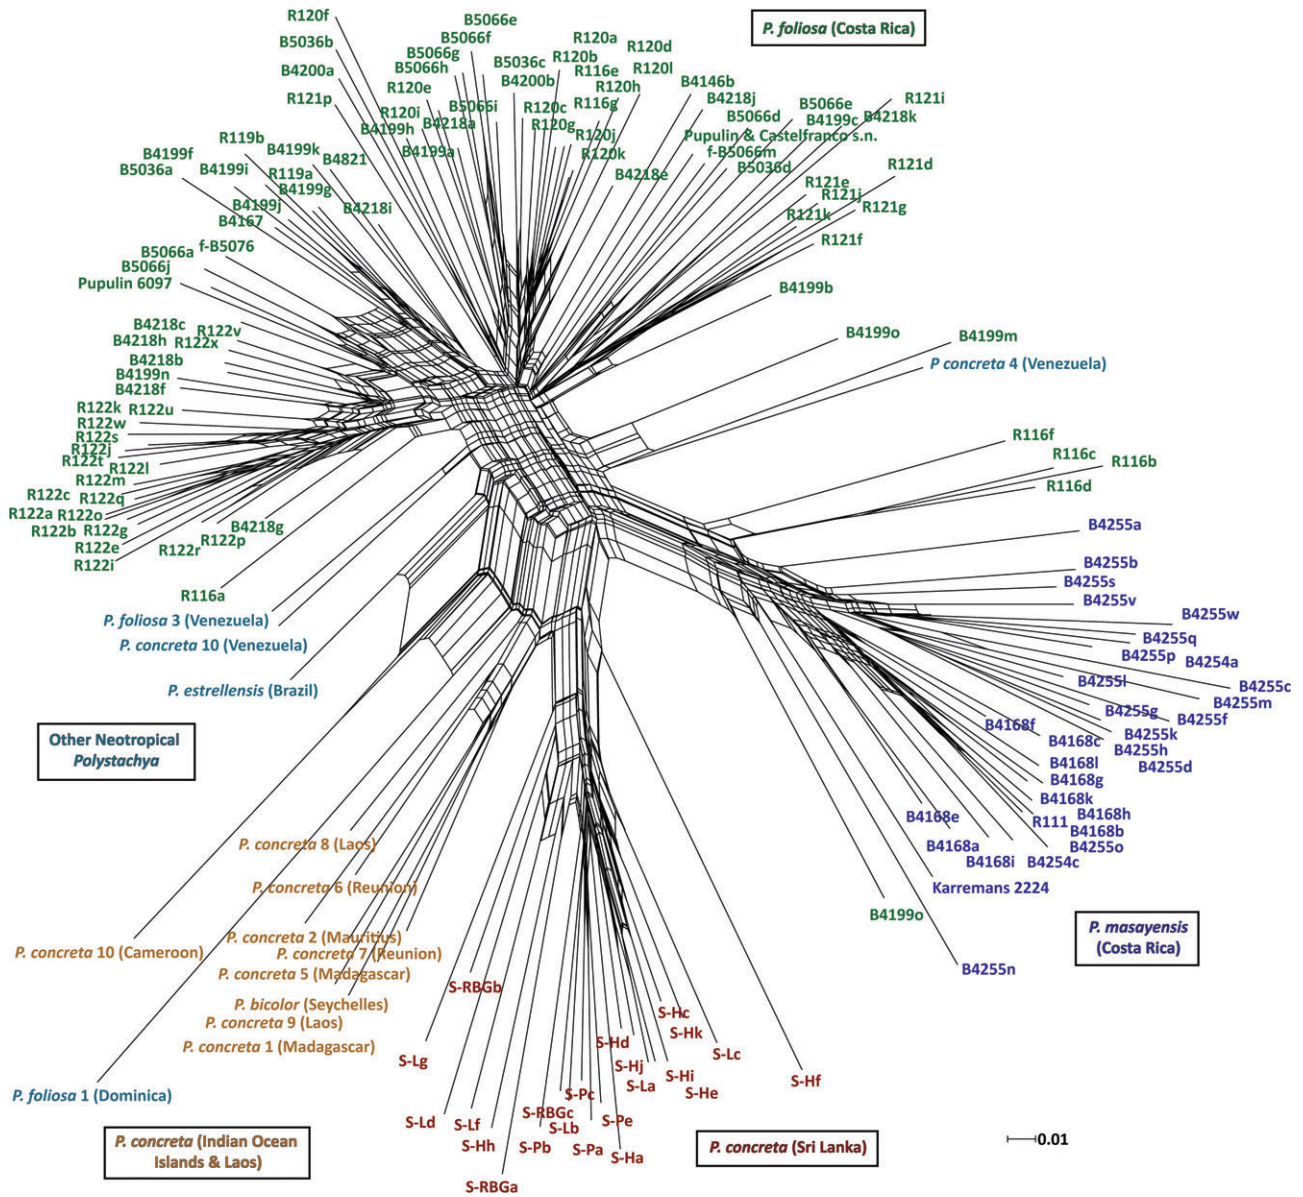 R120f
B5066e
P. foliosa (Costa Rica)
B5036b
B5066f
R120a
R120d
B5066g
B5036c
R120b
B4200a
B5066h
B4200b
R116e
R120l
R120h
B4146b
R121p
R120e
R116g
B4218j
B5066e
R121i
R120i
B5066i
R120c
B5066d
B4199c
B4218k
B4199h
B4218a
R120g
R120j
Pupulin & Castelfranco s.n.
R119b
B4199k
B4199a
R120k
f-B5066m
B4199f
B4821
B5036d
R121d
B5036a
B4199i
R119a
B4218e
R121e
B4199g
R121j
B4199j
B4218i
R121g
B4167
R121k
f-B5076
R121f
B5066a
B5066j
Pupulin 6097
B4199b
B4218c
R122v
B4199o
B4199m
B4218h
R122x
B4218b
P concreta 4 (Venezuela)
B4199n
B4218f
R122k
R122u
R122w
R116f
R122s
R122j
R116c
R116b
R122t
R122l
R122m
R116d
R122c
R122q
R122a
R122o
R122b
R122g
B4218g
B4255a
R122e
R122p
R122r
R122i
B4255b
B4255s
R116a
B4255v
P. foliosa 3 (Venezuela)
B4255w
B4255q
P. concreta 10 (Venezuela)
B4255p
B4254a
B4255l
P. estrellensis (Brazil)
B4255c
B4255m
B4255g
B4255f
B4168f
Other Neotropical
Polystachya
B4168c
B4255k
B4255h
B4168l
B4255d
B4168g
B4168k
B4168e
R111
B4168h
B4168b
P. concreta 8 (Laos)
B4168a
B4255o
B4168i
B4254c
P. concreta 6 (Reunion)
Karremans 2224
B4199o
P. masayensis
(Costa Rica)
P. concreta 2 (Mauritius)
P. concreta 10 (Cameroon)
P. concreta 7 (Reunion)
P. concreta 5 (Madagascar)
B4255n
S-RBGb
P. bicolor (Seychelles)
S-Hc
P. concreta 9 (Laos)
S-Hk
P. concreta 1 (Madagascar)
S-Hd
S-Lc
S-Lg
S-Hj
S-Hi
S-Hf
S-La
P. foliosa 1 (Dominica)
S-Pc
S-He
S-Ld
S-Lf
S-RBGc
S-Pe
S-Lb
S-Hh
S-Pb
S-Pa
S-Ha
S-RBGa
P. concreta (Indian Ocean
Islands & Laos)
P. concreta (Sri Lanka)
0.01